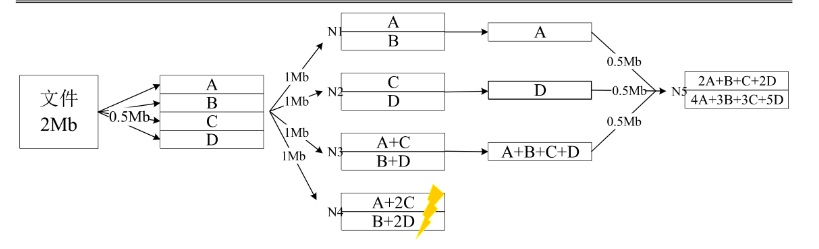 文件
2Mb
0.5Mb
A
B
C
D
1Mb
1Mb
1Mb
1Mb
N1
A
B
N2
C
D
N3
A+C
B+D
N4
A+2C
B+2D
A
D
A+B+C+D
0.5Mb
0.5Mb
0.5Mb
N5
2A+B+C+2D
4A+3B+3C+5D